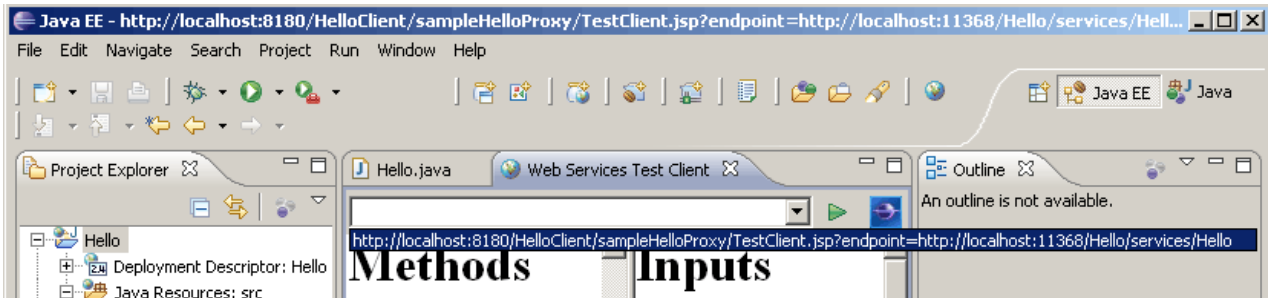 Java EE - http://localhost:8180/HelloClient/sampleHelloProxy/TestClient.jsp?endpoint=http://localhost:11368/Hello/services/Hell...
File Edit Navigate Search Project Run Window Help
Java EE Java
Project Explorer Hello.java Web Services Test Client Outline
An outline is not available.
Hello
http://localhost:8180/HelloClient/sampleHelloProxy/TestClient.jsp?endpoint=http://localhost:11368/Hello/services/Hello
2.4 Deployment Descriptor: Hello
Methods Inputs
Java Resources: src